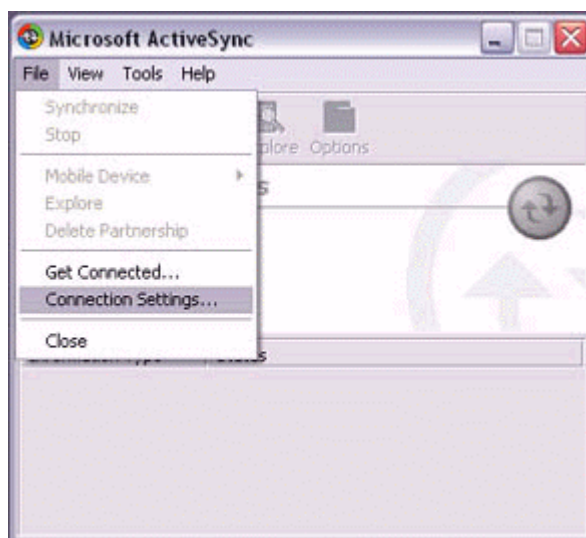 Microsoft ActiveSync
File View Tools Help
Synchronize
Stop
Mobile Device
Explore
Delete Partnership
Get Connected...
Connection Settings...
Close
plore Options
s